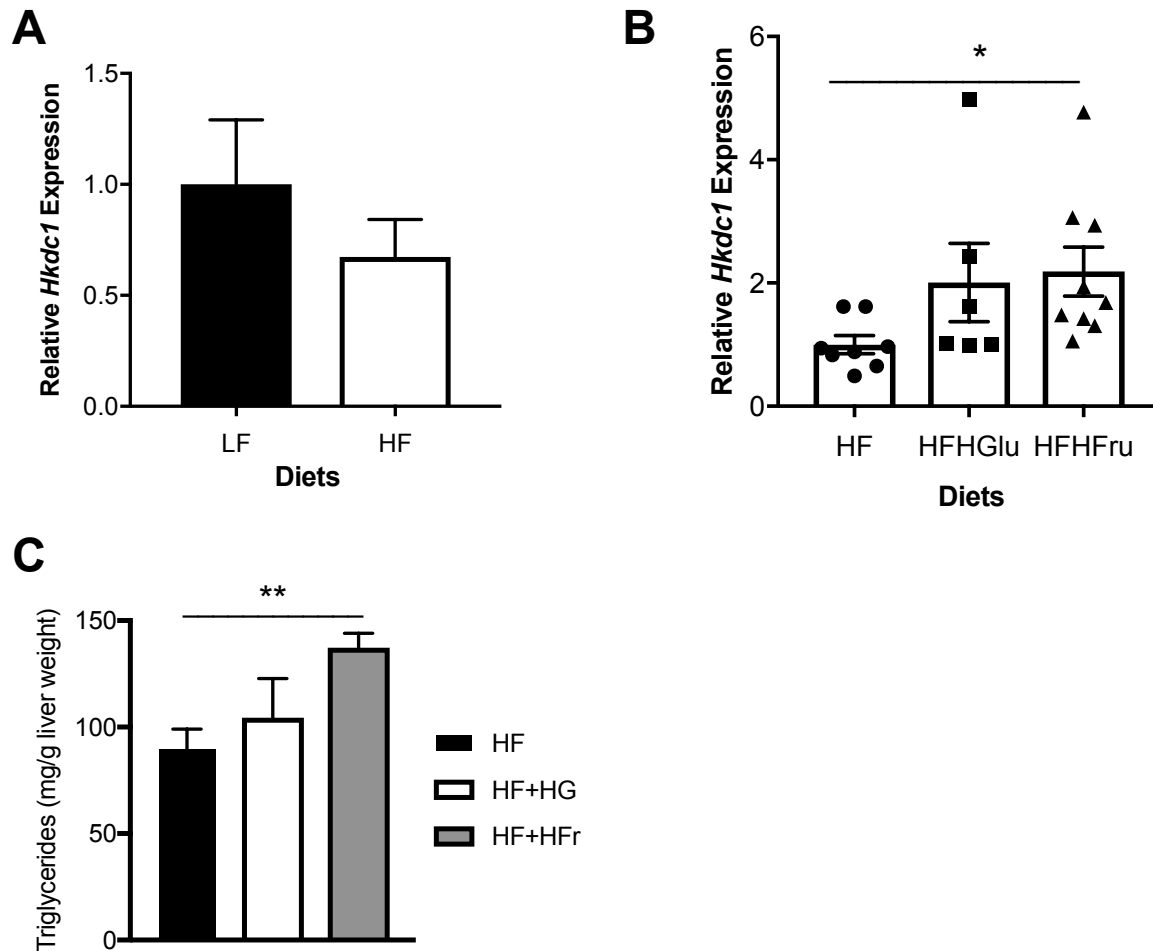 A
Relative Hkdc1 Expression
1.5
1.0
0.5
0.0
LF HF
Diets
B
Relative Hkdc1 Expression
*
6
4
2
0
HF HFHGlu HFHFru
Diets
C
Triglycerides (mg/g liver weight)
**
150
100
50
0
HF
HF+HG
HF+HFr